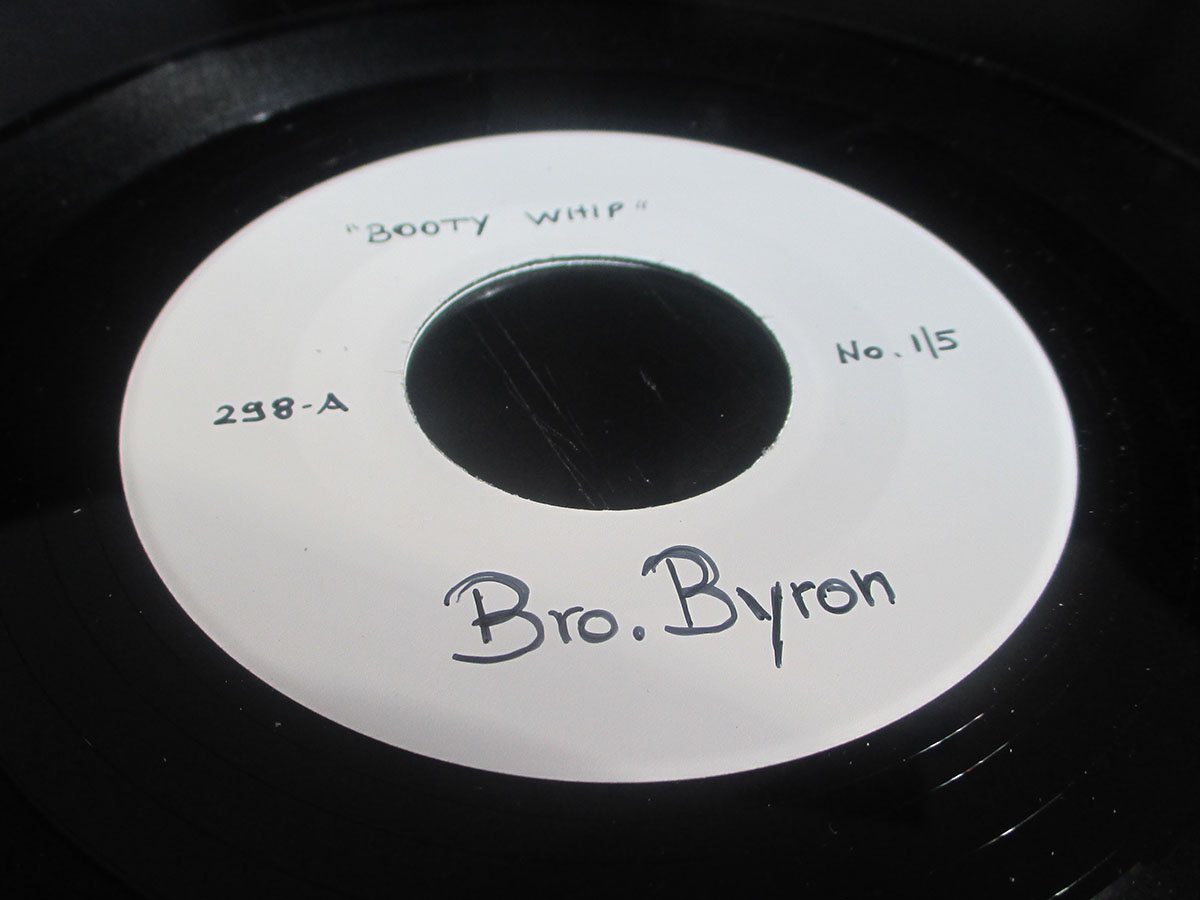 "BOOTY WHIP"
No. 1/5
298-A
Bro. Byron